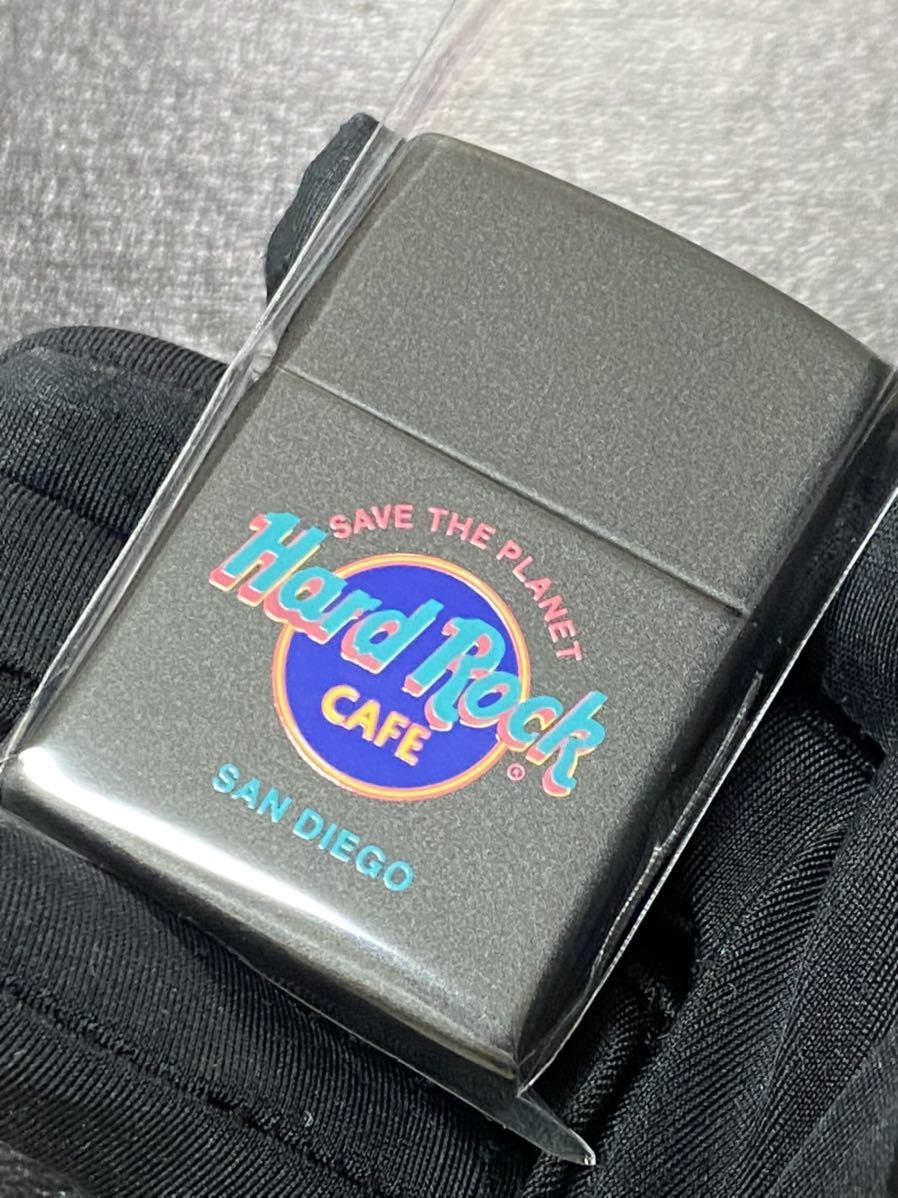 SAVE THE PLANET
Hard Rock
CAFE
®
SAN DIEGO